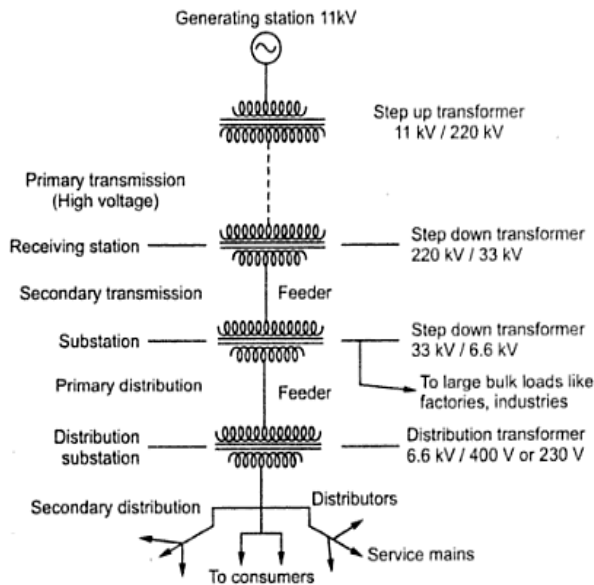 Generating station 11kV
Step up transformer
11 kV / 220 kV
Primary transmission
(High voltage)
Receiving station
Step down transformer
220 kV / 33 kV
Secondary transmission
Feeder
Substation
Step down transformer
33 kV / 6.6 kV
Primary distribution
Feeder
To large bulk loads like
factories, industries
Distribution
substation
Distribution transformer
6.6 kV / 400 V or 230 V
Secondary distribution
Distributors
Service mains
To consumers